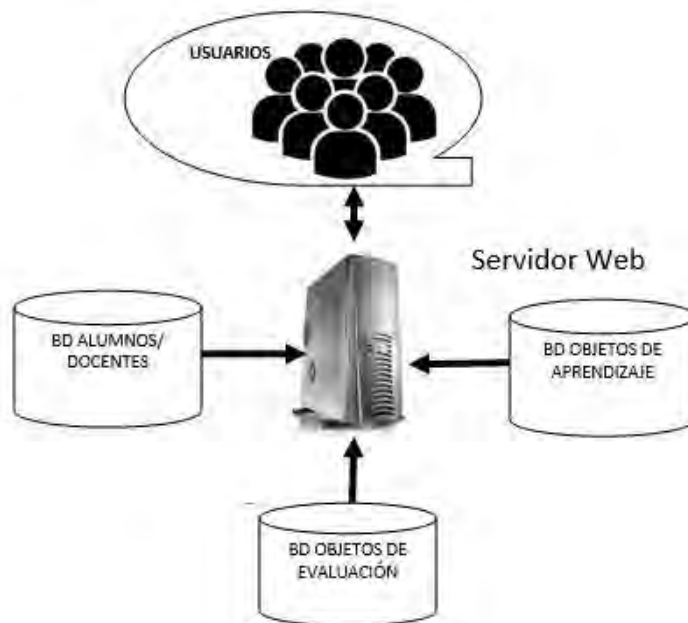 USUARIOS
Servidor Web
BD ALUMNOS/
DOCENTES
BD OBJETOS DE
APRENDIZAJE
BD OBJETOS DE
EVALUACIÓN